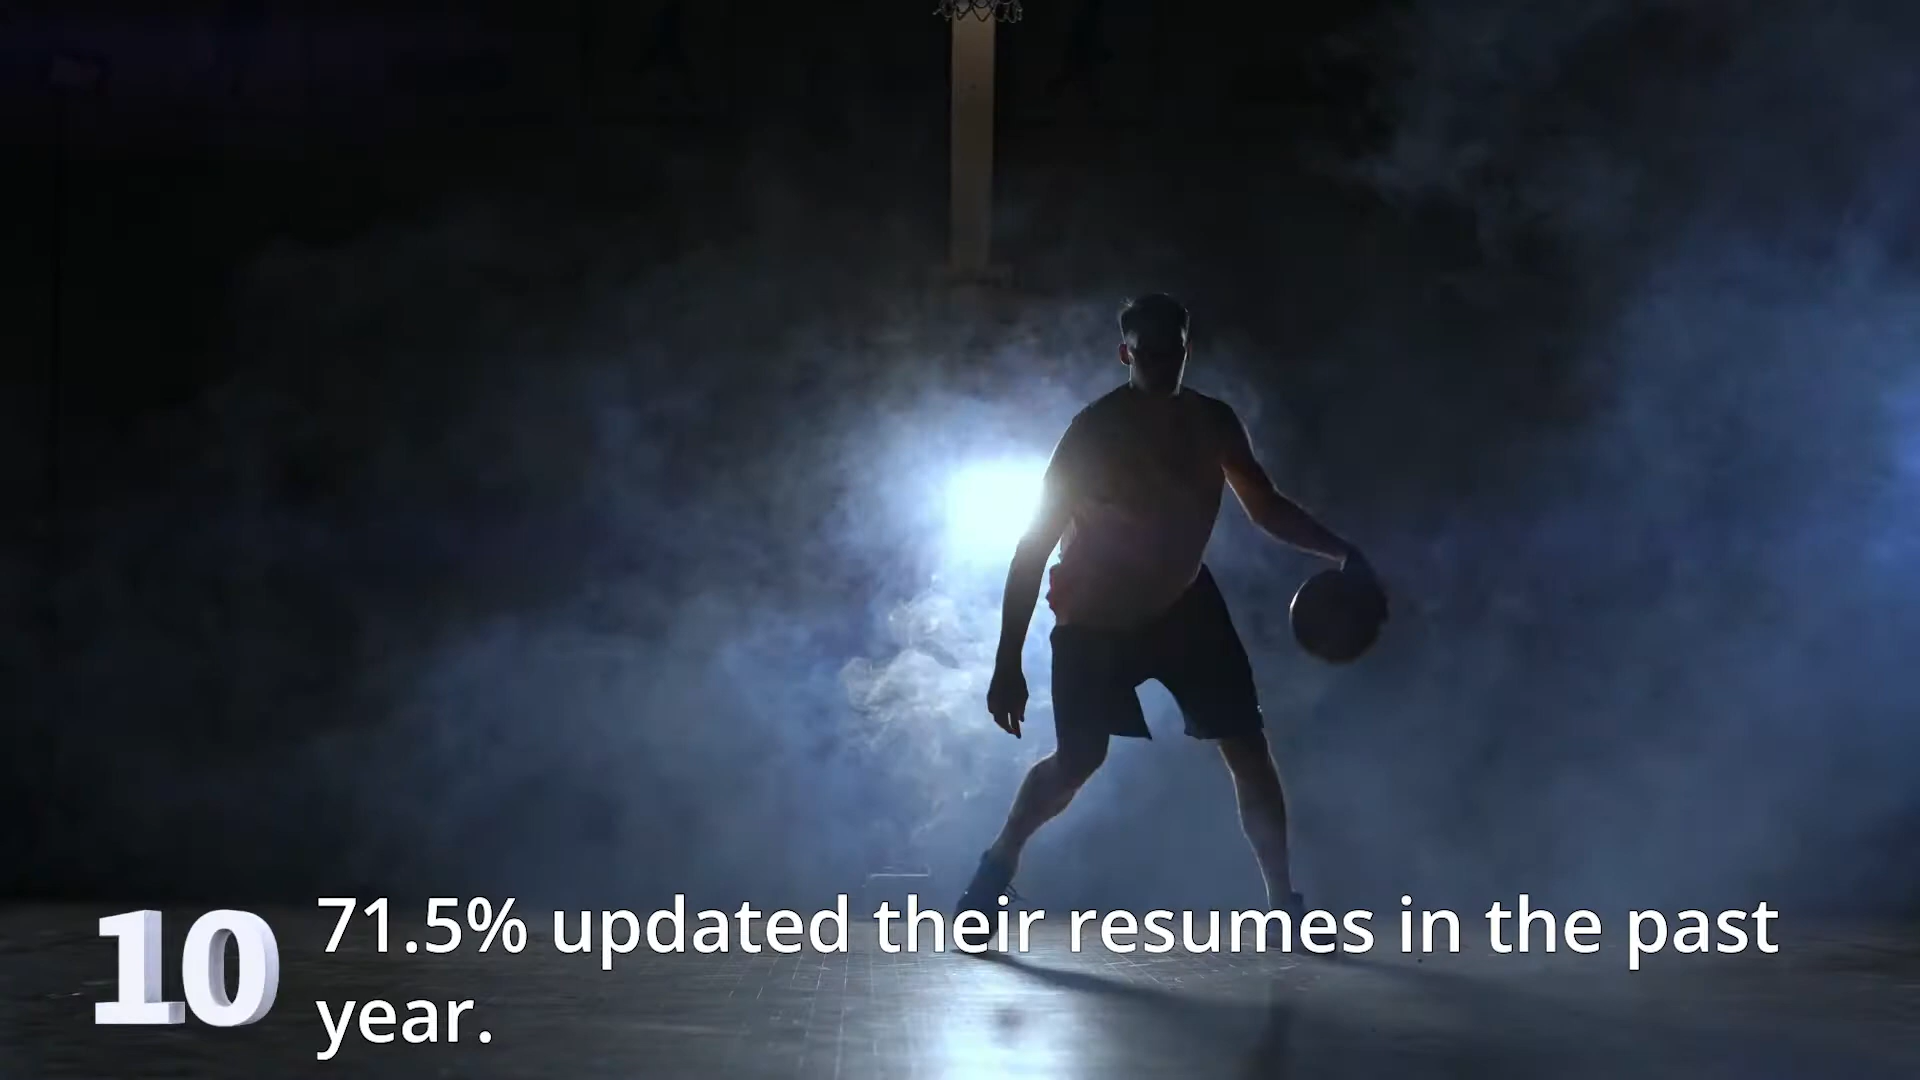 10
71.5% updated their resumes in the past
year.